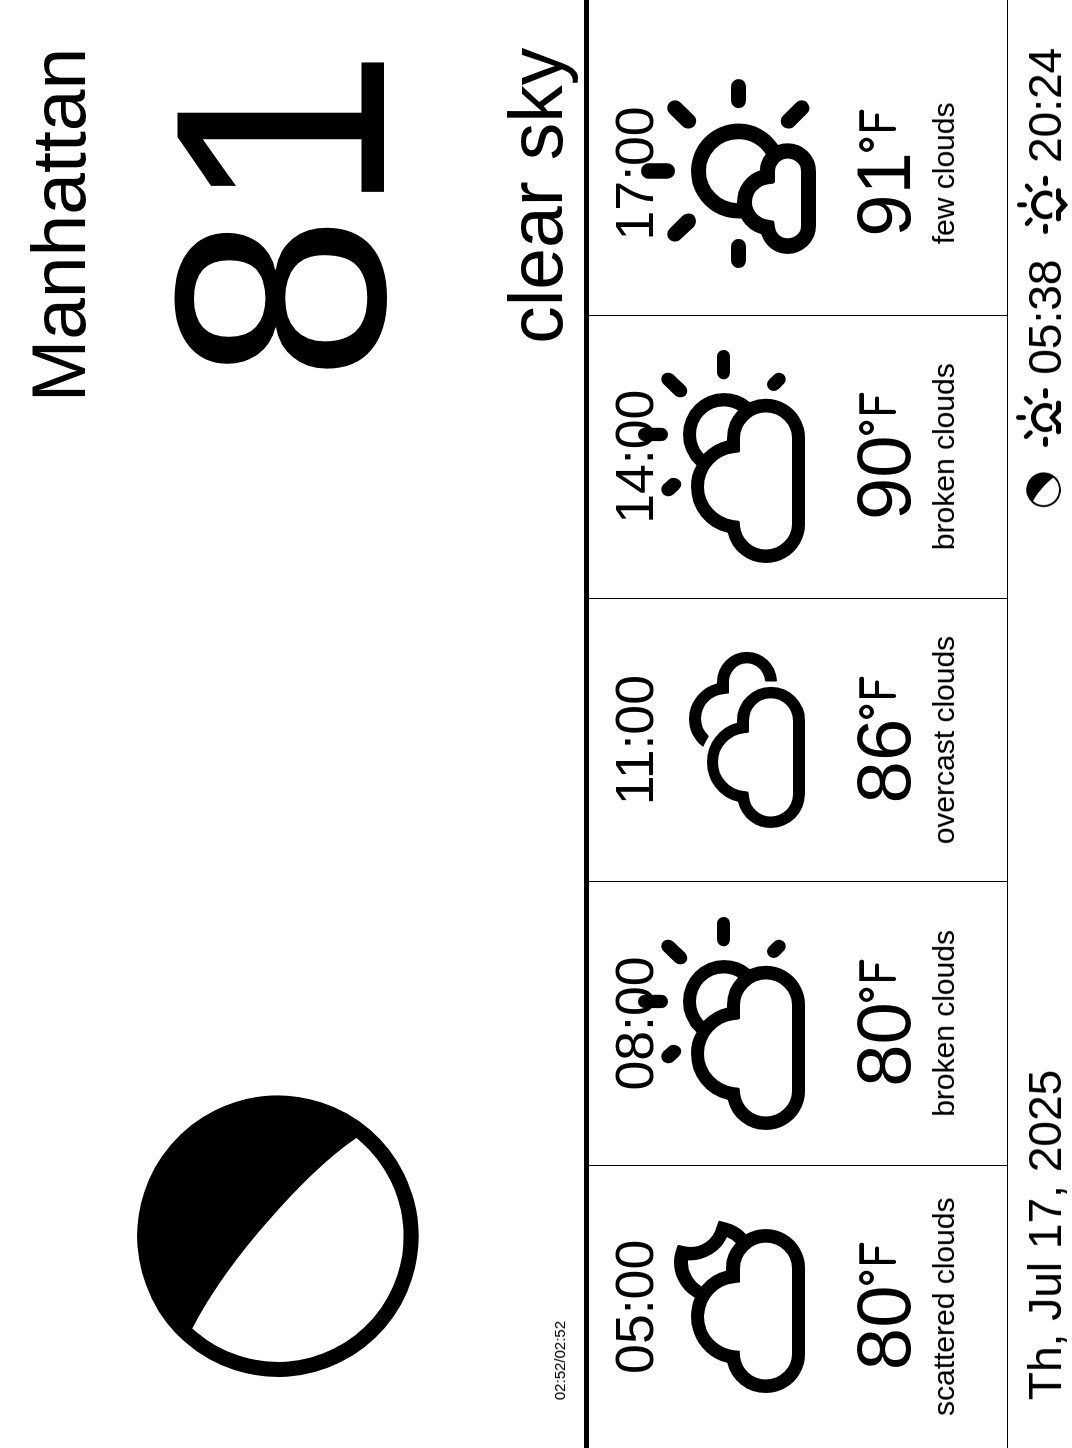 Manhattan
81
clear sky
02:52/02:52
05:00
80°F
scattered clouds
08:00
80°F
broken clouds
11:00
86°F
overcast clouds
14:00
90°F
broken clouds
17:00
91°F
few clouds
Th, Jul 17, 2025
05:38 20:24